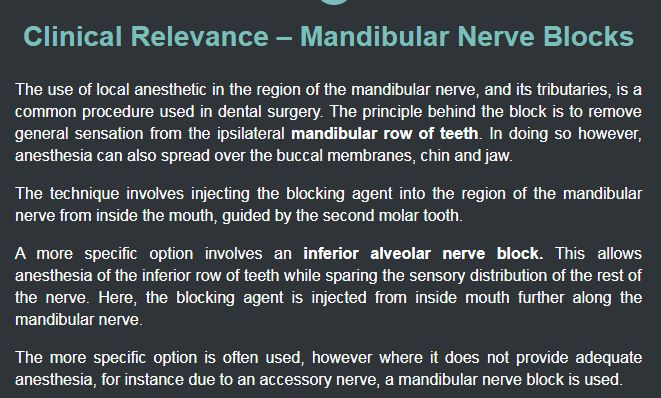 Clinical Relevance – Mandibular Nerve Blocks
The use of local anesthetic in the region of the mandibular nerve, and its tributaries, is a
common procedure used in dental surgery. The principle behind the block is to remove
general sensation from the ipsilateral mandibular row of teeth. In doing so however,
anesthesia can also spread over the buccal membranes, chin and jaw.
The technique involves injecting the blocking agent into the region of the mandibular
nerve from inside the mouth, guided by the second molar tooth.
A more specific option involves an inferior alveolar nerve block. This allows
anesthesia of the inferior row of teeth while sparing the sensory distribution of the rest of
the nerve. Here, the blocking agent is injected from inside mouth further along the
mandibular nerve.
The more specific option is often used, however where it does not provide adequate
anesthesia, for instance due to an accessory nerve, a mandibular nerve block is used.